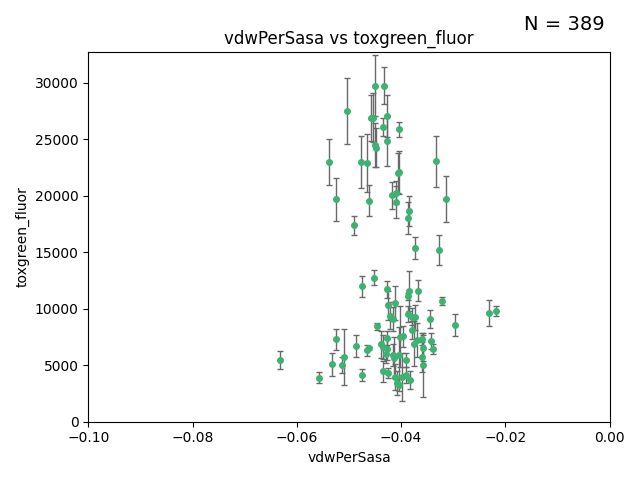 N = 389
vdwPerSasa vs toxgreen_fluor
30000
25000
20000
15000
10000
5000
0
toxgreen_fluor
−0.10 −0.08 −0.06 −0.04 −0.02 0.00
vdwPerSasa